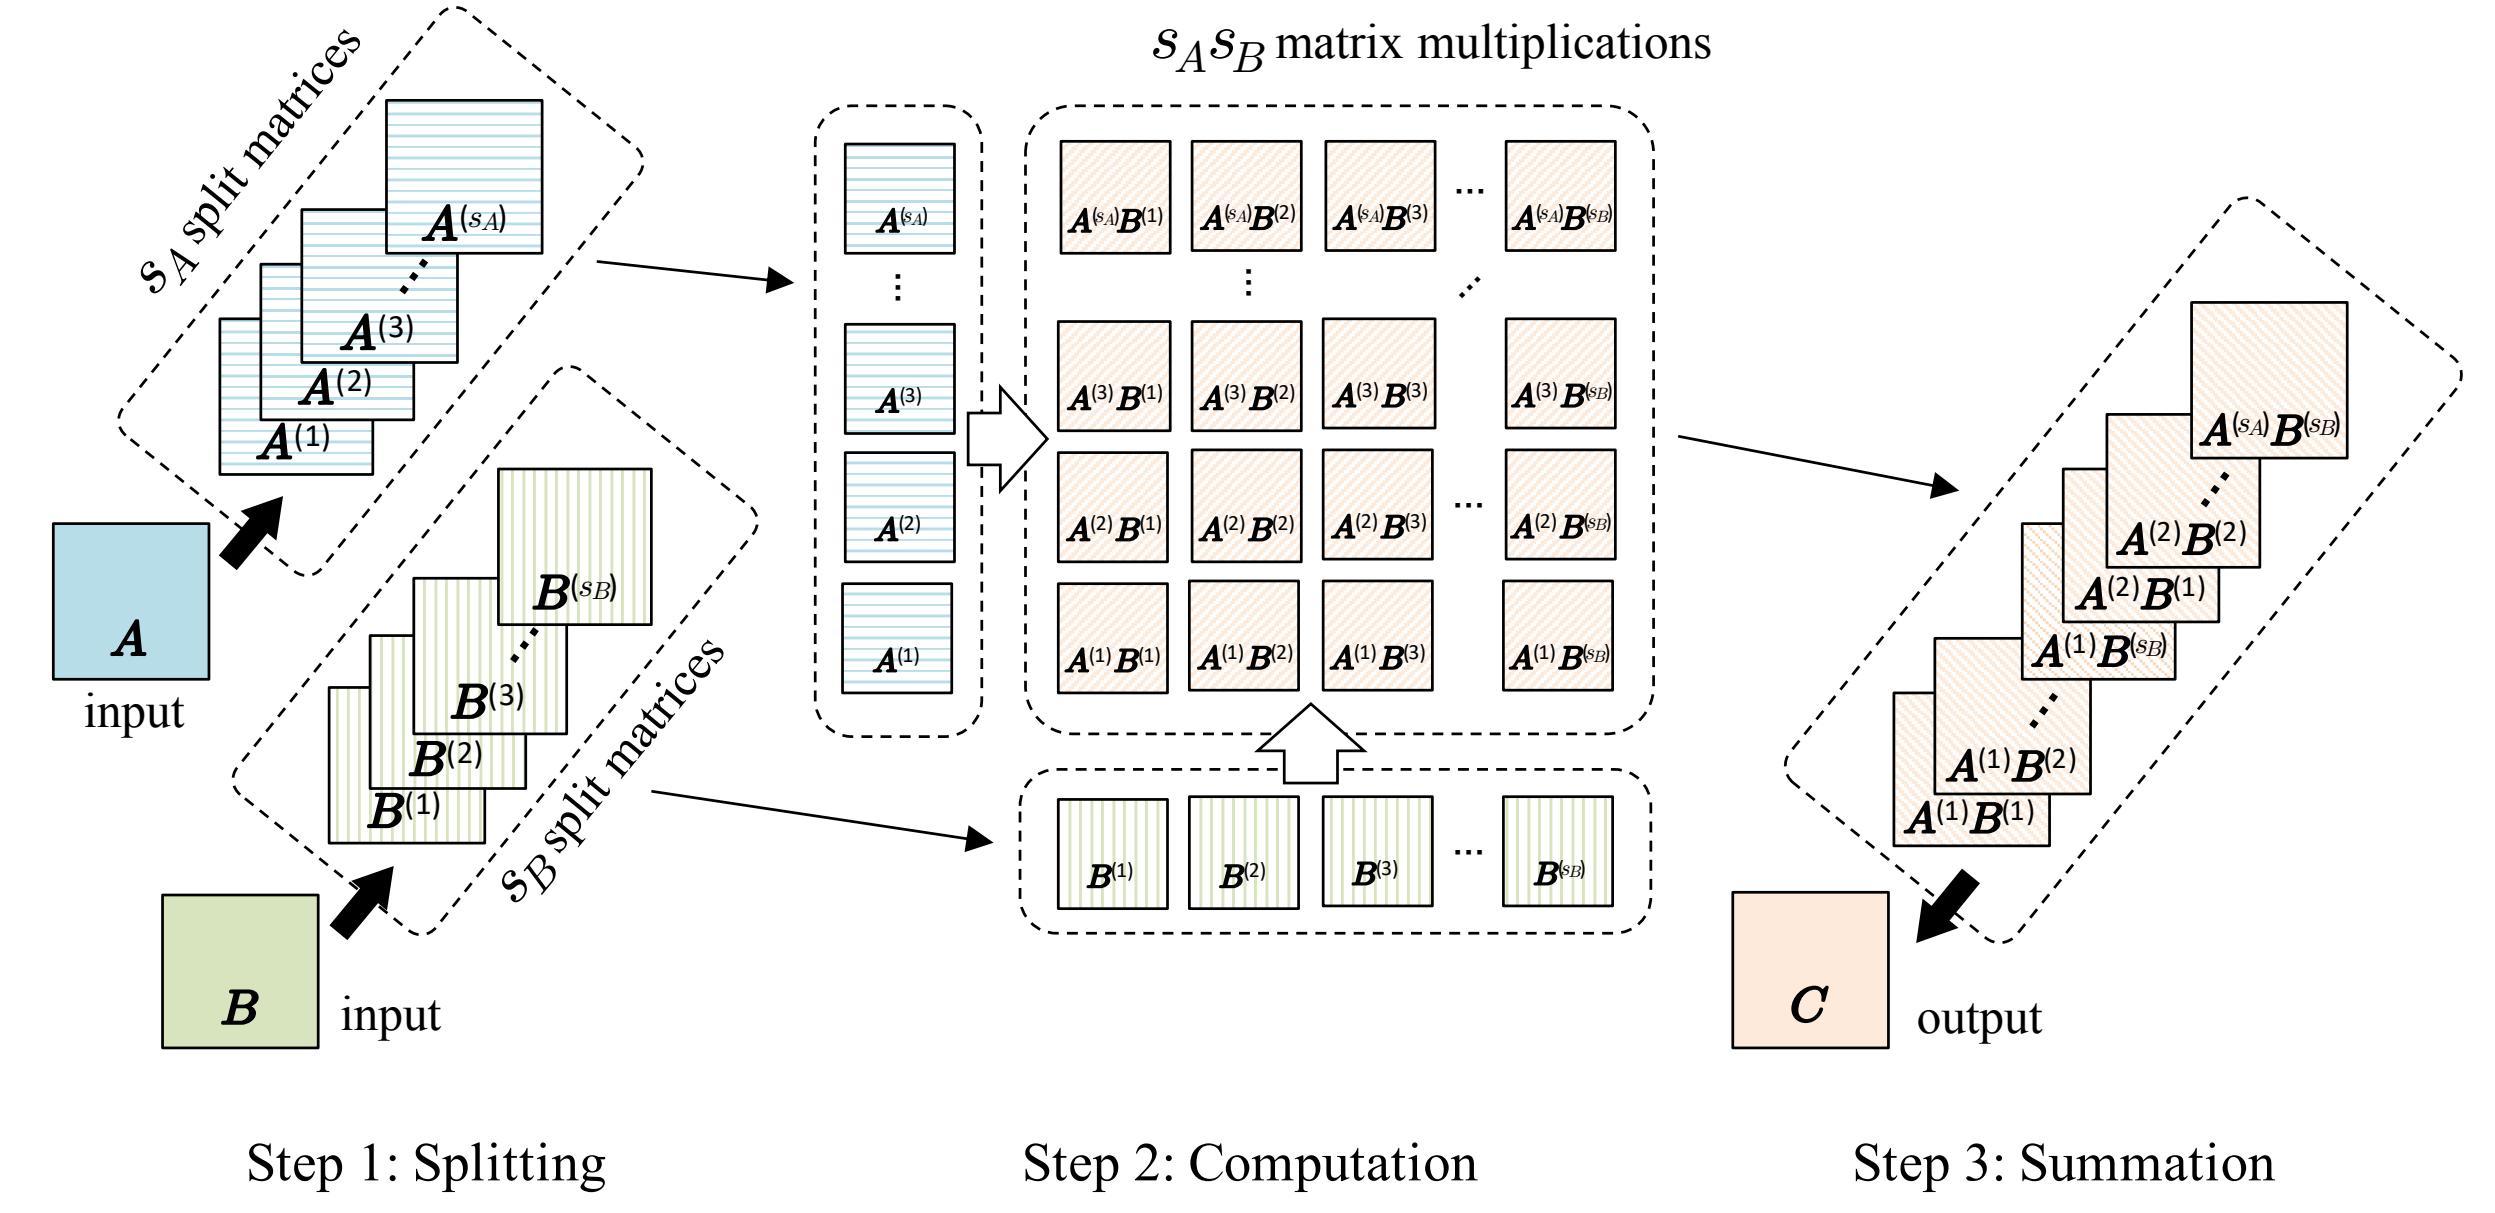 s_A split matrices
A^(s_A)
A^(3)
A^(2)
A^(1)
A
input
B^(s_B)
B^(3)
B^(2)
B^(1)
s_B split matrices
B
input
Step 1: Splitting
s_A s_B matrix multiplications
A^(s_A)
⋮
A^(3)
A^(2)
A^(1)
A^(s_A)B^(1) A^(s_A)B^(2) A^(s_A)B^(3) ... A^(s_A)B^(s_B)
A^(3)B^(1) A^(3)B^(2) A^(3)B^(3) A^(3)B^(s_B)
A^(2)B^(1) A^(2)B^(2) A^(2)B^(3) ... A^(2)B^(s_B)
A^(1)B^(1) A^(1)B^(2) A^(1)B^(3) A^(1)B^(s_B)
B^(1) B^(2) B^(3) ... B^(s_B)
Step 2: Computation
A^(s_A)B^(s_B)
A^(2)B^(2)
A^(2)B^(1)
A^(1)B^(s_B)
A^(1)B^(2)
A^(1)B^(1)
C
output
Step 3: Summation